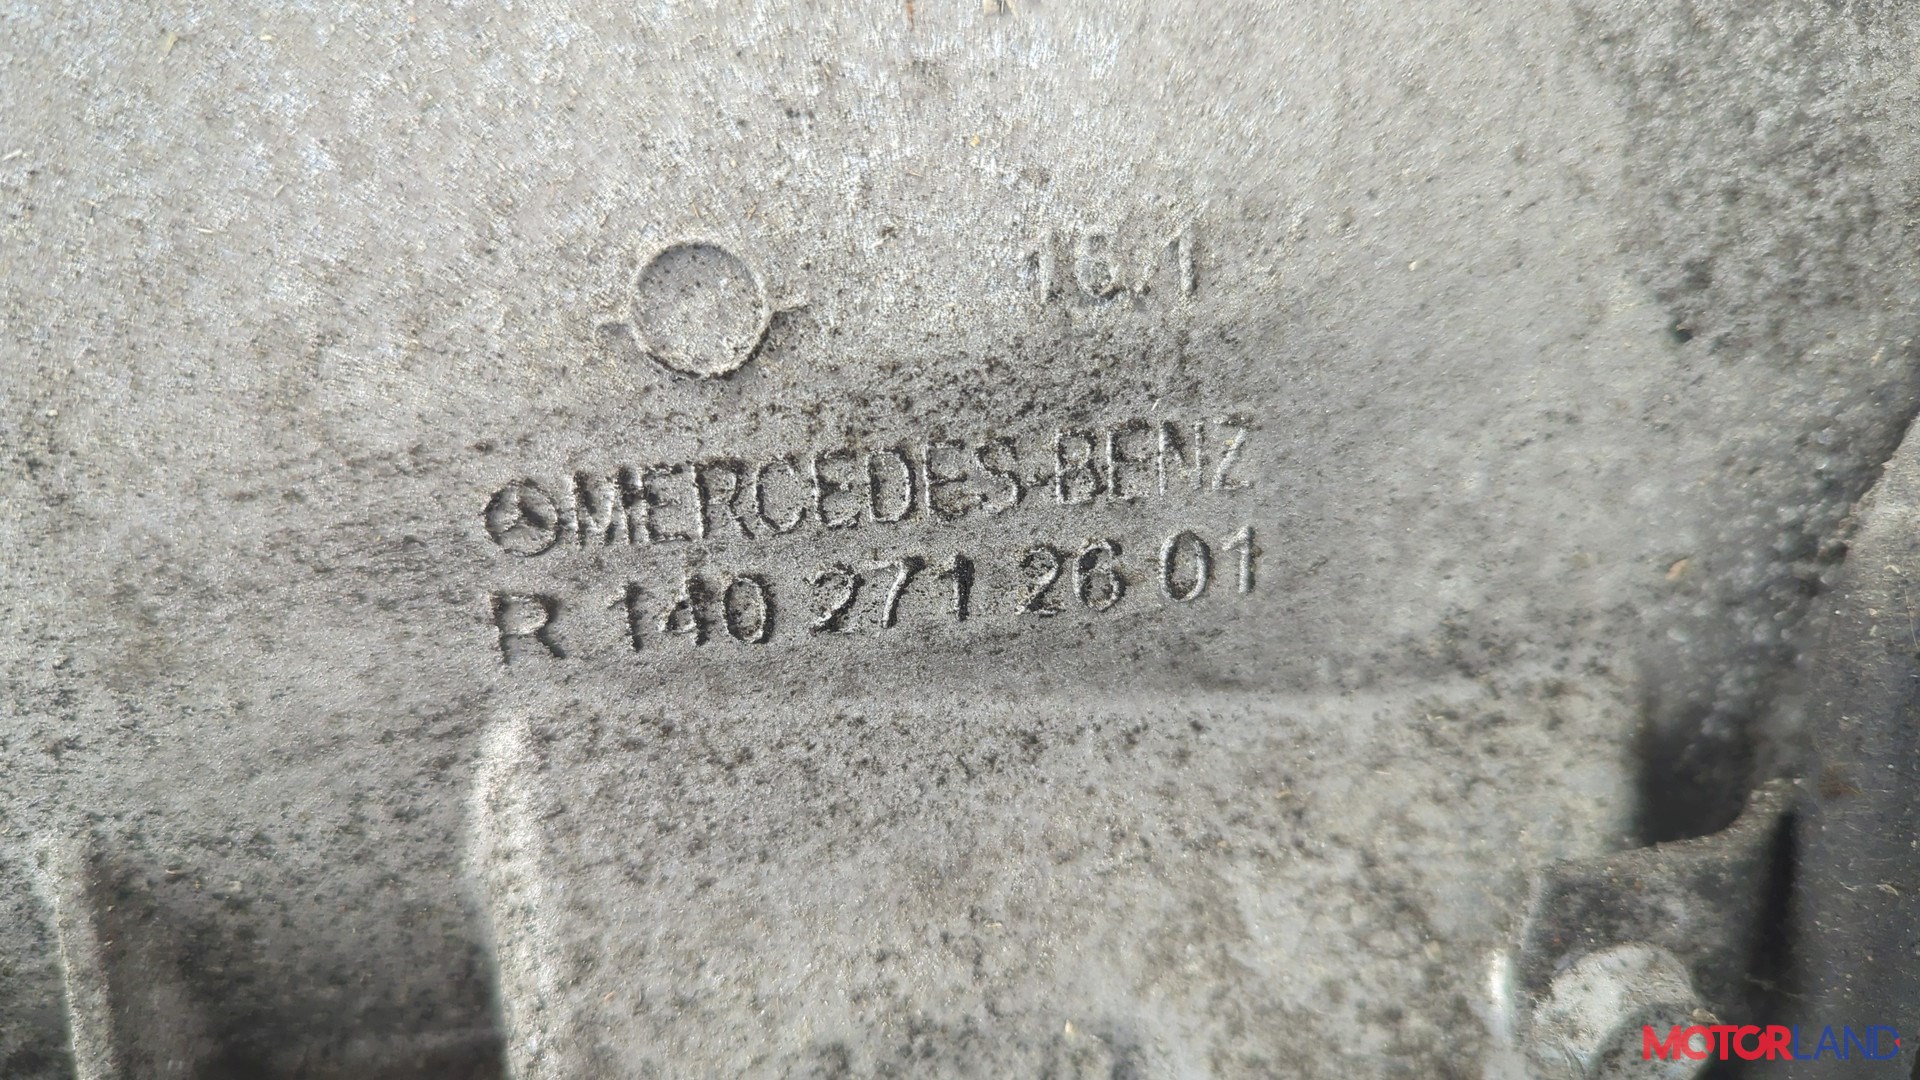 16.1
MERCEDES-BENZ
R 140 271 26 01
MOTORLAND